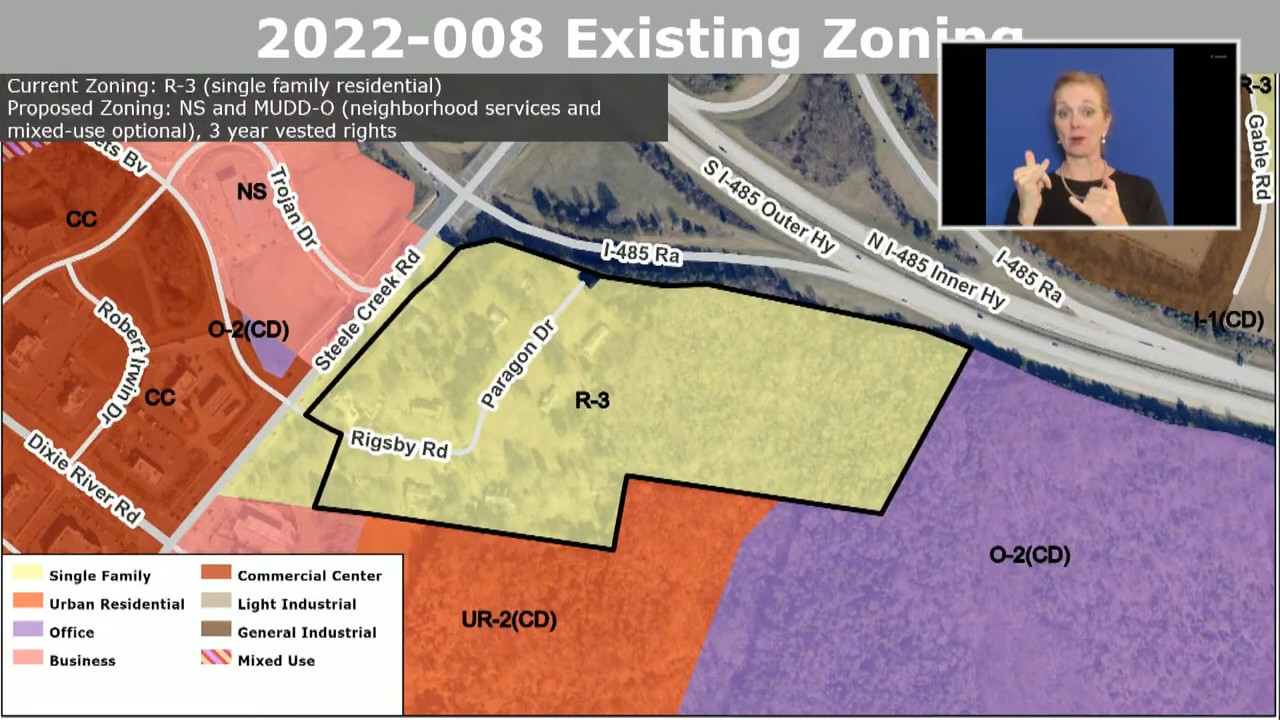 2022-008 Existing Zoning
Current Zoning: R-3 (single family residential)
Proposed Zoning: NS and MUDD-O (neighborhood services and
mixed-use optional), 3 year vested rights
R-3
Gable Rd
ets Bv
NS
Trojan Dr
CC
S I-485 Outer Hy
I-485 Ra
N I-485 Inner Hy
I-485 Ra
I-1(CD)
Steele Creek Rd
O-2(CD)
Robert Irwin Dr
Paragon Dr
CC
R-3
Rigsby Rd
Dixie River Rd
O-2(CD)
UR-2(CD)
Single Family
Urban Residential
Office
Business
Commercial Center
Light Industrial
General Industrial
Mixed Use